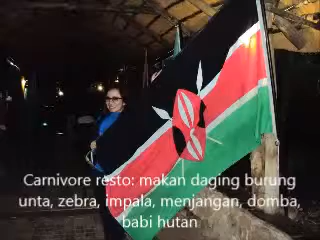 Carnivore resto: makan daging burung
unta, zebra, impala, menjangan, domba,
babi hutan